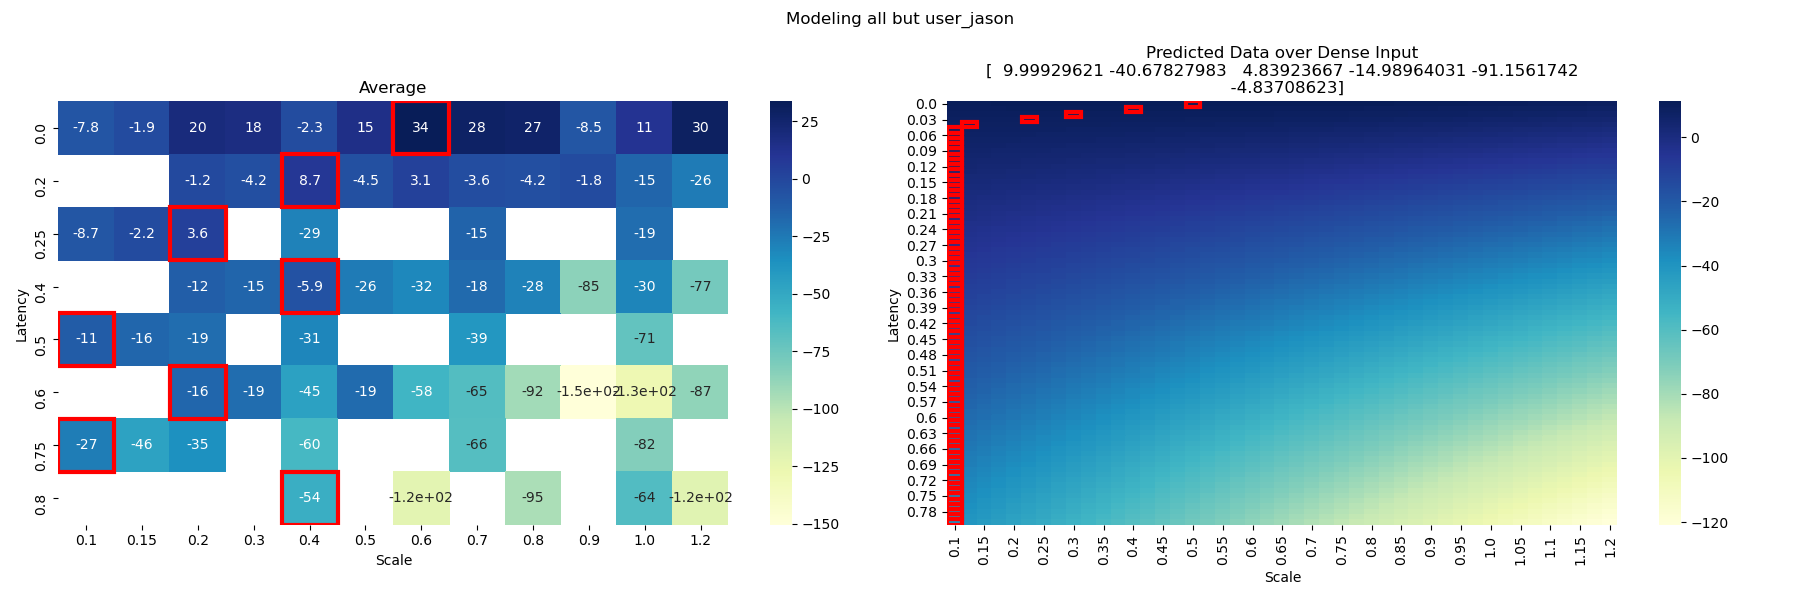 Modeling all but user_jason
Average
0.0 -7.8 -1.9 20 18 -2.3 15 34 28 27 -8.5 11 30
0.2 -1.2 -4.2 8.7 -4.5 3.1 -3.6 -4.2 -1.8 -15 -26
0.25 -8.7 -2.2 3.6 -29 -15 -19
0.4 -12 -15 -5.9 -26 -32 -18 -28 -85 -30 -77
0.5 -11 -16 -19 -31 -39 -71
0.6 -16 -19 -45 -19 -58 -65 -92 -1.5e+02 -1.3e+02 -87
0.75 -27 -46 -35 -60 -66 -82
0.8 -54 -1.2e+02 -95 -64 -1.2e+02
0.1 0.15 0.2 0.3 0.4 0.5 0.6 0.7 0.8 0.9 1.0 1.2
Scale
Latency
25
0
−25
−50
−75
−100
−125
−150
Predicted Data over Dense Input
[ 9.99929621 -40.67827983 4.83923667 -14.98964031 -91.1561742
-4.83708623]
0.0
0.03
0.06
0.09
0.12
0.15
0.18
0.21
0.24
0.27
0.3
0.33
0.36
0.39
0.42
0.45
0.48
0.51
0.54
0.57
0.6
0.63
0.66
0.69
0.72
0.75
0.78
Latency
0.1 0.15 0.2 0.25 0.3 0.35 0.4 0.45 0.5 0.55 0.6 0.65 0.7 0.75 0.8 0.85 0.9 0.95 1.0 1.05 1.1 1.15 1.2
Scale
0
−20
−40
−60
−80
−100
−120